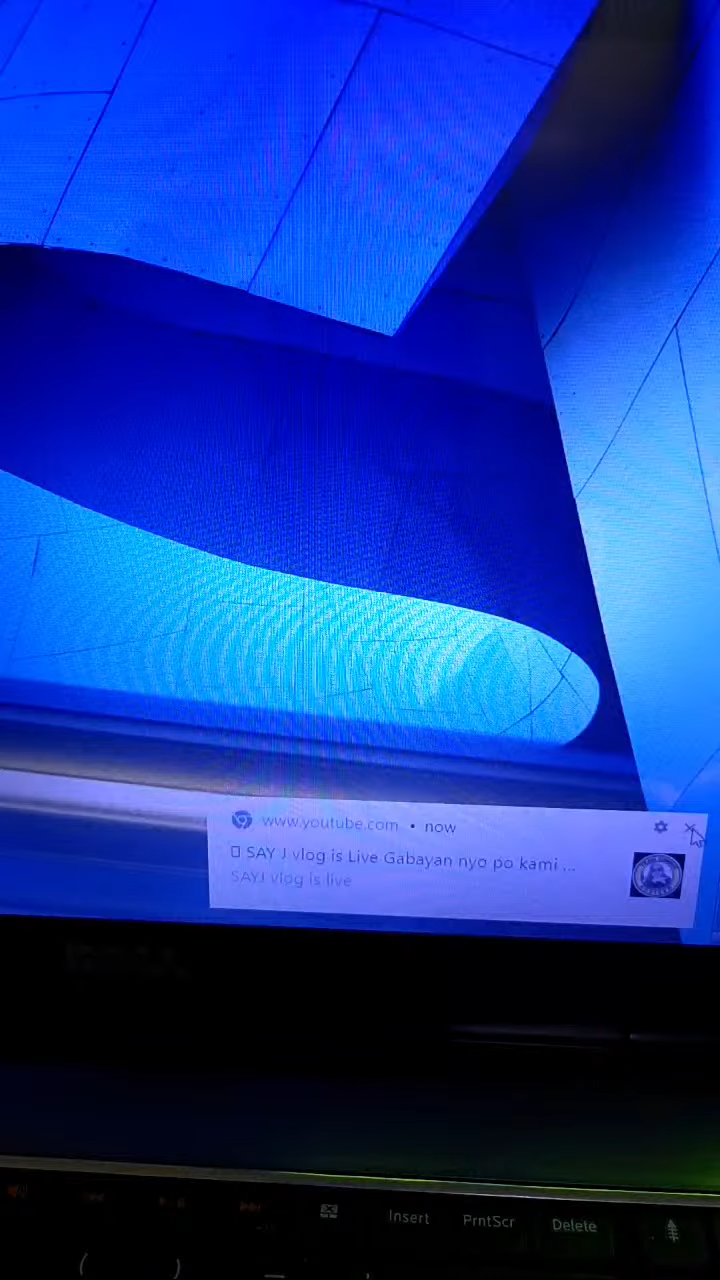 www.youtube.com • now
SAY J vlog is Live Gabayan nyo po kami ...
SAYJ vlog is live
Insert PrntScr Delete
( )